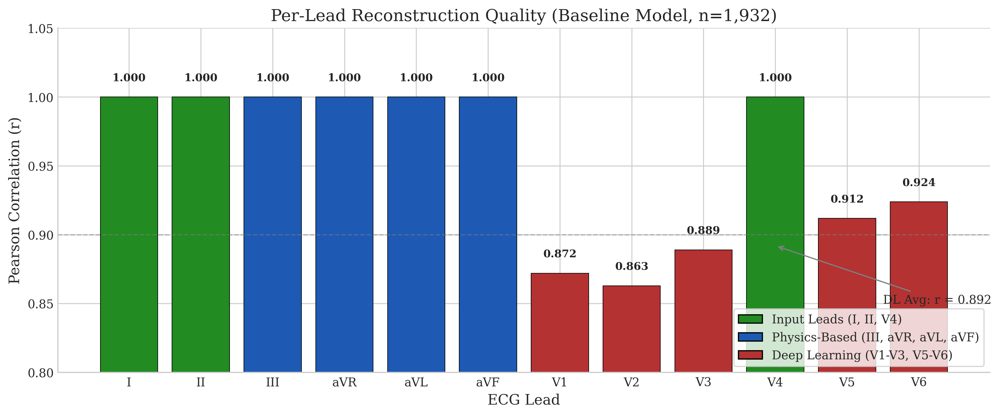 Per-Lead Reconstruction Quality (Baseline Model, n=1,932)
Pearson Correlation (r)
1.05
1.00
0.95
0.90
0.85
0.80
1.000
1.000
1.000
1.000
1.000
1.000
0.872
0.863
0.889
1.000
0.912
0.924
DL Avg: r = 0.892
Input Leads (I, II, V4)
Physics-Based (III, aVR, aVL, aVF)
Deep Learning (V1-V3, V5-V6)
I
II
III
aVR
aVL
aVF
V1
V2
V3
V4
V5
V6
ECG Lead